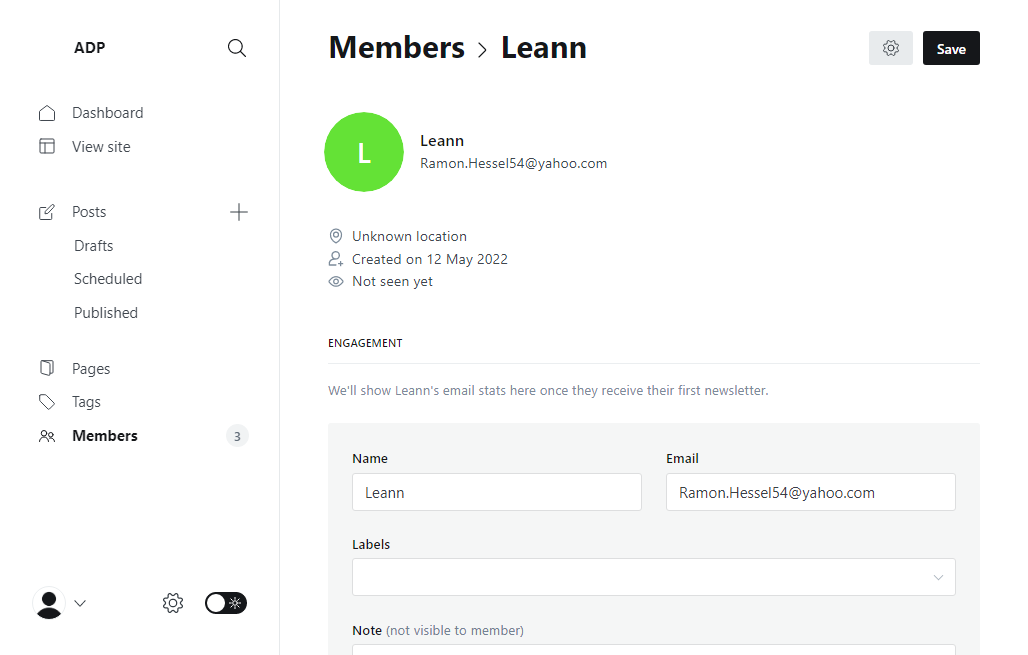 ADP
Dashboard
View site
Posts
Drafts
Scheduled
Published
Pages
Tags
Members 3
Members > Leann
Save
L
Leann
Ramon.Hessel54@yahoo.com
Unknown location
Created on 12 May 2022
Not seen yet
ENGAGEMENT
We'll show Leann's email stats here once they receive their first newsletter.
Name Email
Leann Ramon.Hessel54@yahoo.com
Labels
Note (not visible to member)